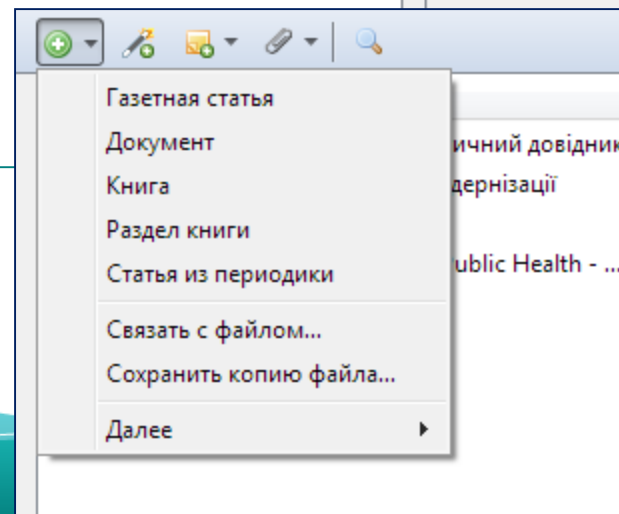 Газетная статья
Документ
ичний довідник
Книга
дернізації
Раздел книги
Статья из периодики
ublic Health - ...
Связать с файлом...
Сохранить копию файла...
Далее